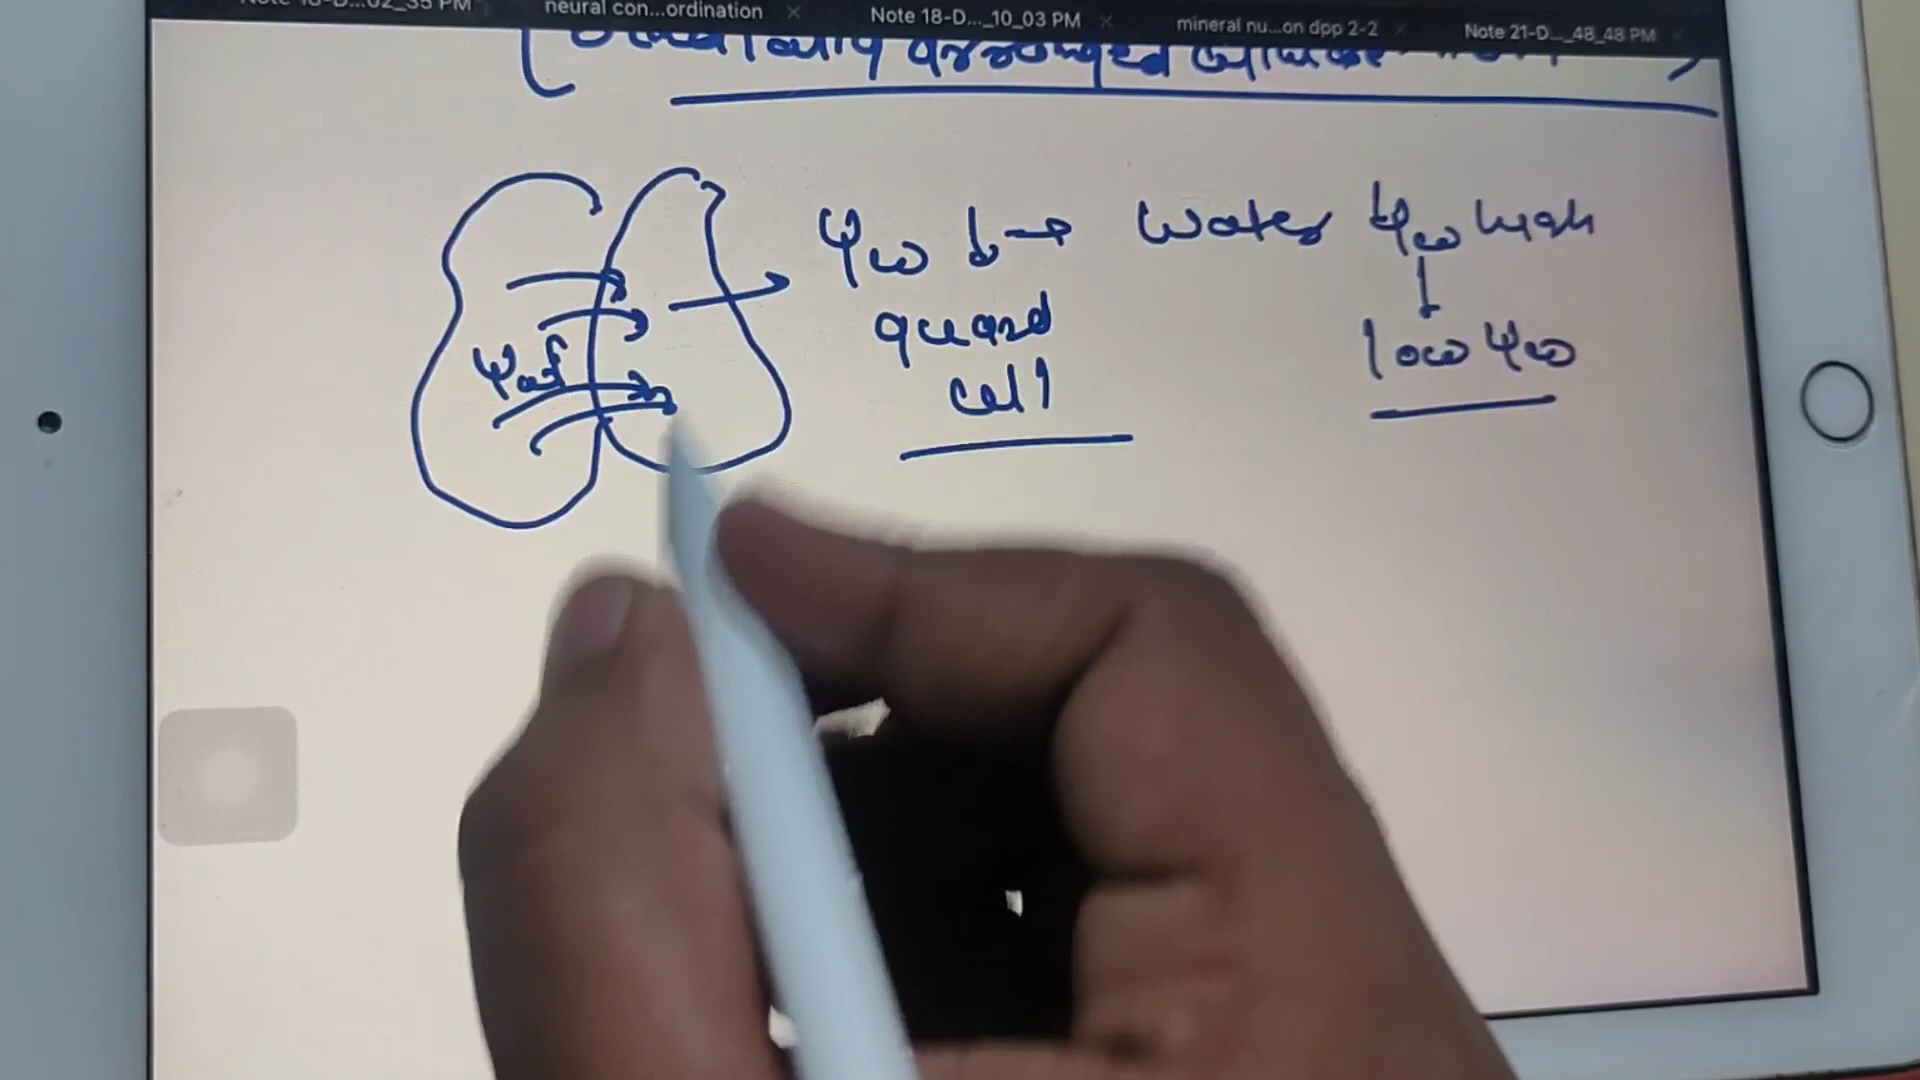 neural con...ordination
Note 18-D..._10_03 PM
mineral nu...on dpp 2-2
Note 21-D..._48_48 PM
arranged
ψw ↓→ Water ψw high
guard
cell
↓
low ψw
ψw↓